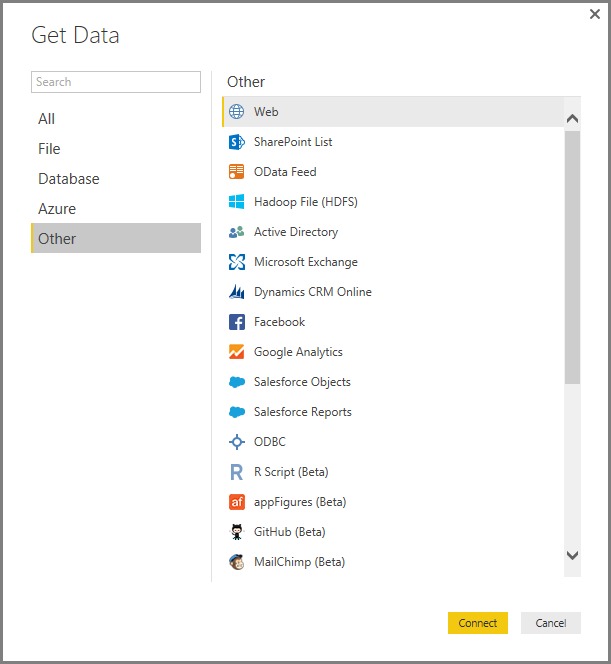 Get Data
Search
All
File
Database
Azure
Other
Other
Web
SharePoint List
OData Feed
Hadoop File (HDFS)
Active Directory
Microsoft Exchange
Dynamics CRM Online
Facebook
Google Analytics
Salesforce Objects
Salesforce Reports
ODBC
R Script (Beta)
appFigures (Beta)
GitHub (Beta)
MailChimp (Beta)
Connect
Cancel